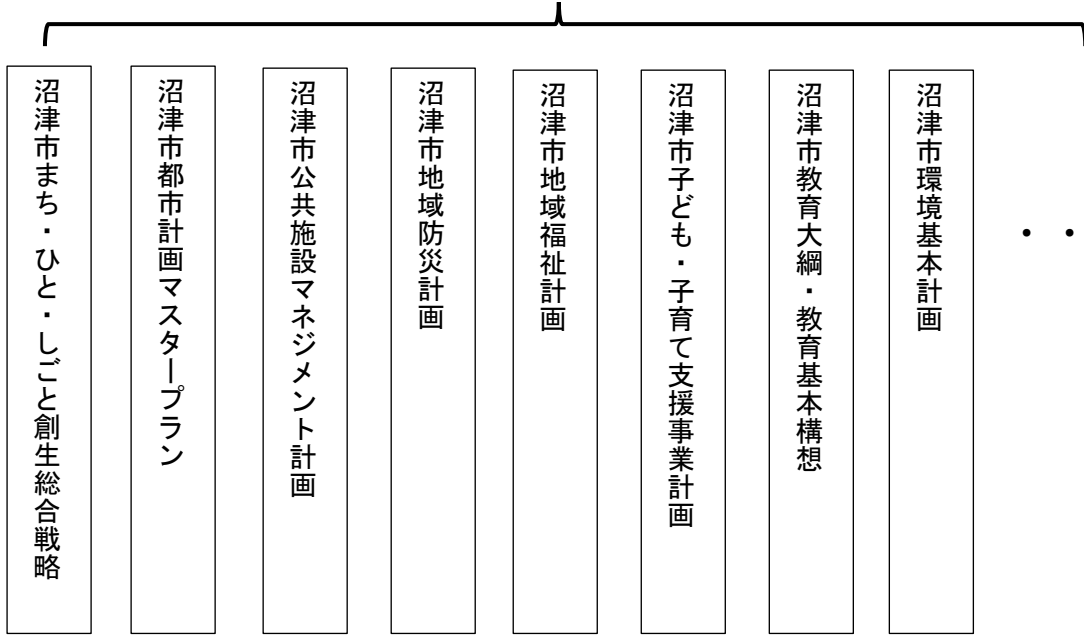 沼津市まち・ひと・しごと創生総合戦略
沼津市都市計画マスタープラン
沼津市公共施設マネジメント計画
沼津市地域防災計画
沼津市地域福祉計画
沼津市子ども・子育て支援事業計画
沼津市教育大綱・教育基本構想
沼津市環境基本計画
・・